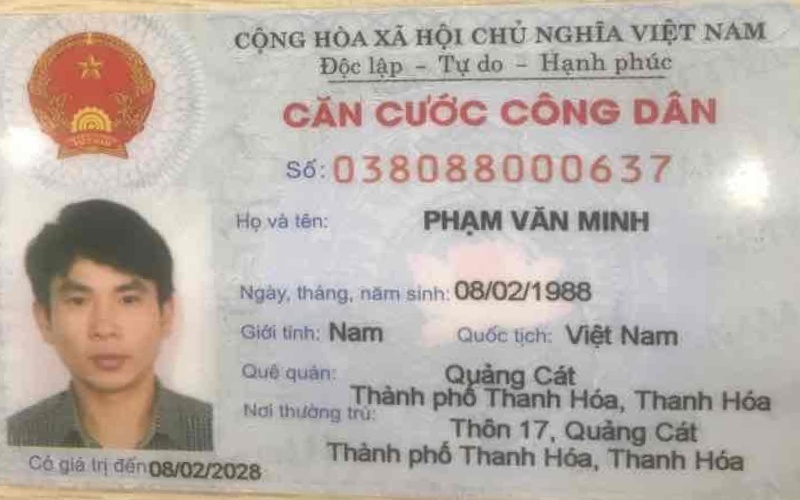 CỘNG HÒA XÃ HỘI CHỦ NGHĨA VIỆT NAM
Độc lập - Tự do - Hạnh phúc
CĂN CƯỚC CÔNG DÂN
Số: 038088000637
Họ và tên: PHẠM VĂN MINH
Ngày, tháng, năm sinh: 08/02/1988
Giới tính: Nam Quốc tịch: Việt Nam
Quê quán: Quảng Cát
Thành phố Thanh Hóa, Thanh Hóa
Nơi thường trú: Thôn 17, Quảng Cát
Thành phố Thanh Hóa, Thanh Hóa
Có giá trị đến 08/02/2028